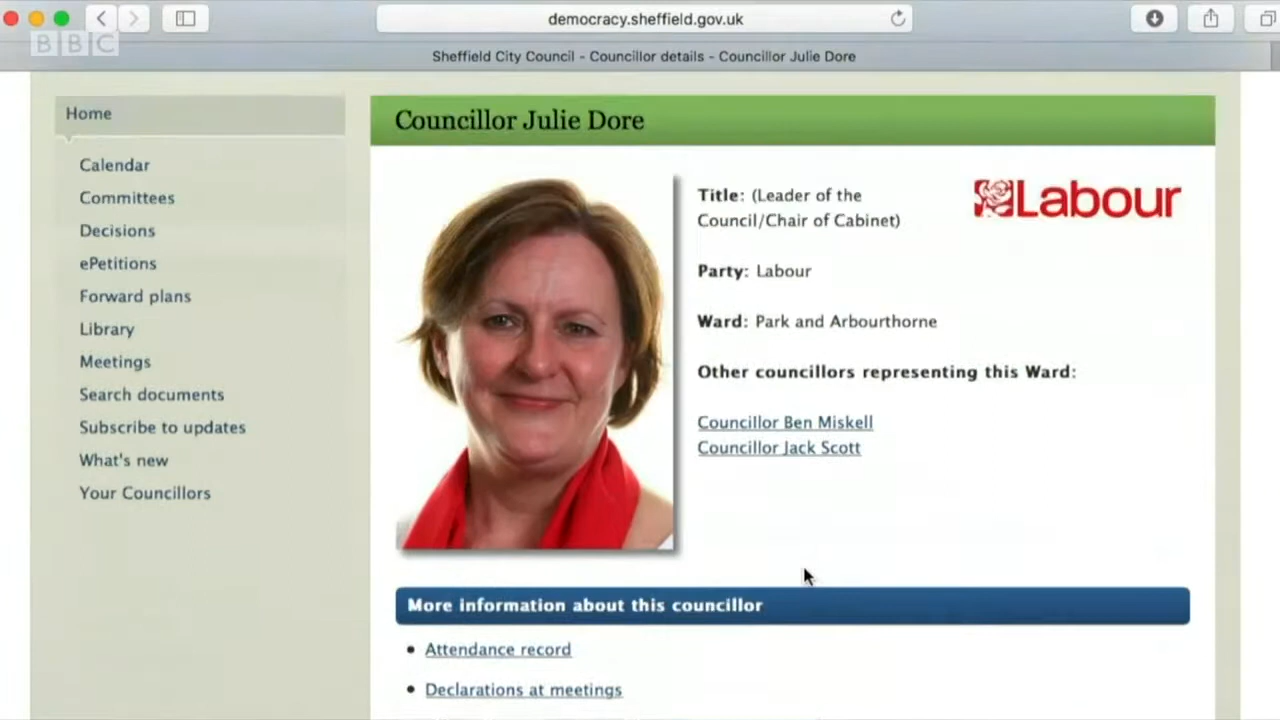 democracy.sheffield.gov.uk
BBC
Sheffield City Council - Councillor details - Councillor Julie Dore
Home
Calendar
Committees
Decisions
ePetitions
Forward plans
Library
Meetings
Search documents
Subscribe to updates
What's new
Your Councillors
Councillor Julie Dore
Title: (Leader of the
Council/Chair of Cabinet)
Labour
Party: Labour
Ward: Park and Arbourthorne
Other councillors representing this Ward:
Councillor Ben Miskell
Councillor Jack Scott
More information about this councillor
Attendance record
Declarations at meetings